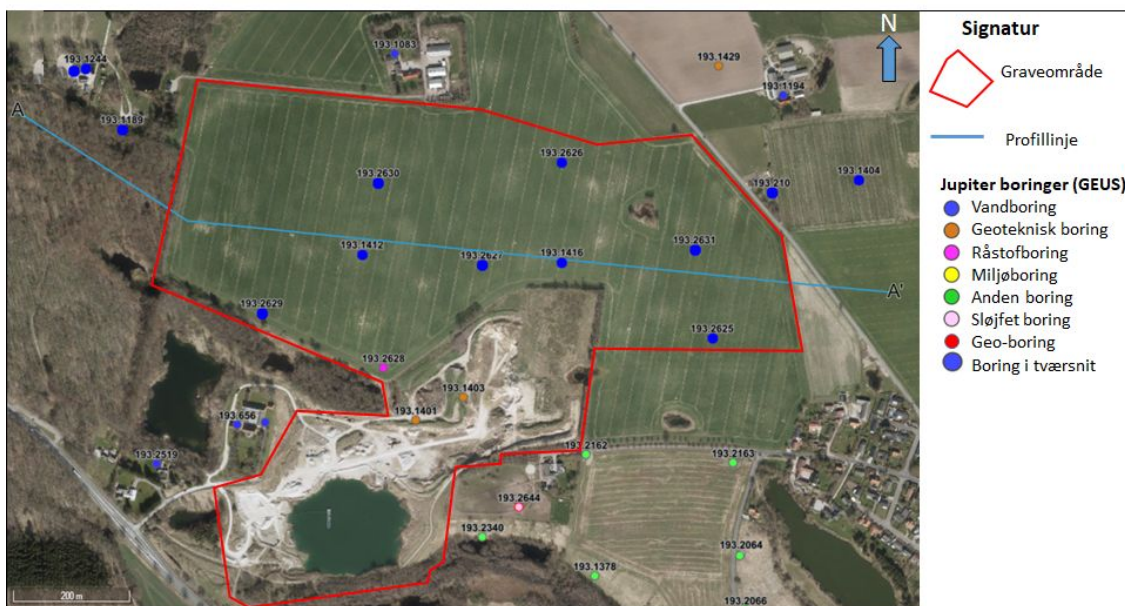 N
193.1244
193.1083
193.1429
193.1194
A
193.1189
193.2626
193.2630
193.1404
193.210
193.1412
193.2627
193.1416
193.2631
A'
193.2629
193.2625
193.2628
193.1403
193.1401
193.656
193.2519
193.2162
193.2163
193.2644
193.2340
193.2064
193.1378
193.2066
200 m
Signatur
Graveområde
Profillinje
Jupiter boringer (GEUS)
Vandboring
Geoteknisk boring
Råstofboring
Miljøboring
Anden boring
Sløjfet boring
Geo-boring
Boring i tværsnit